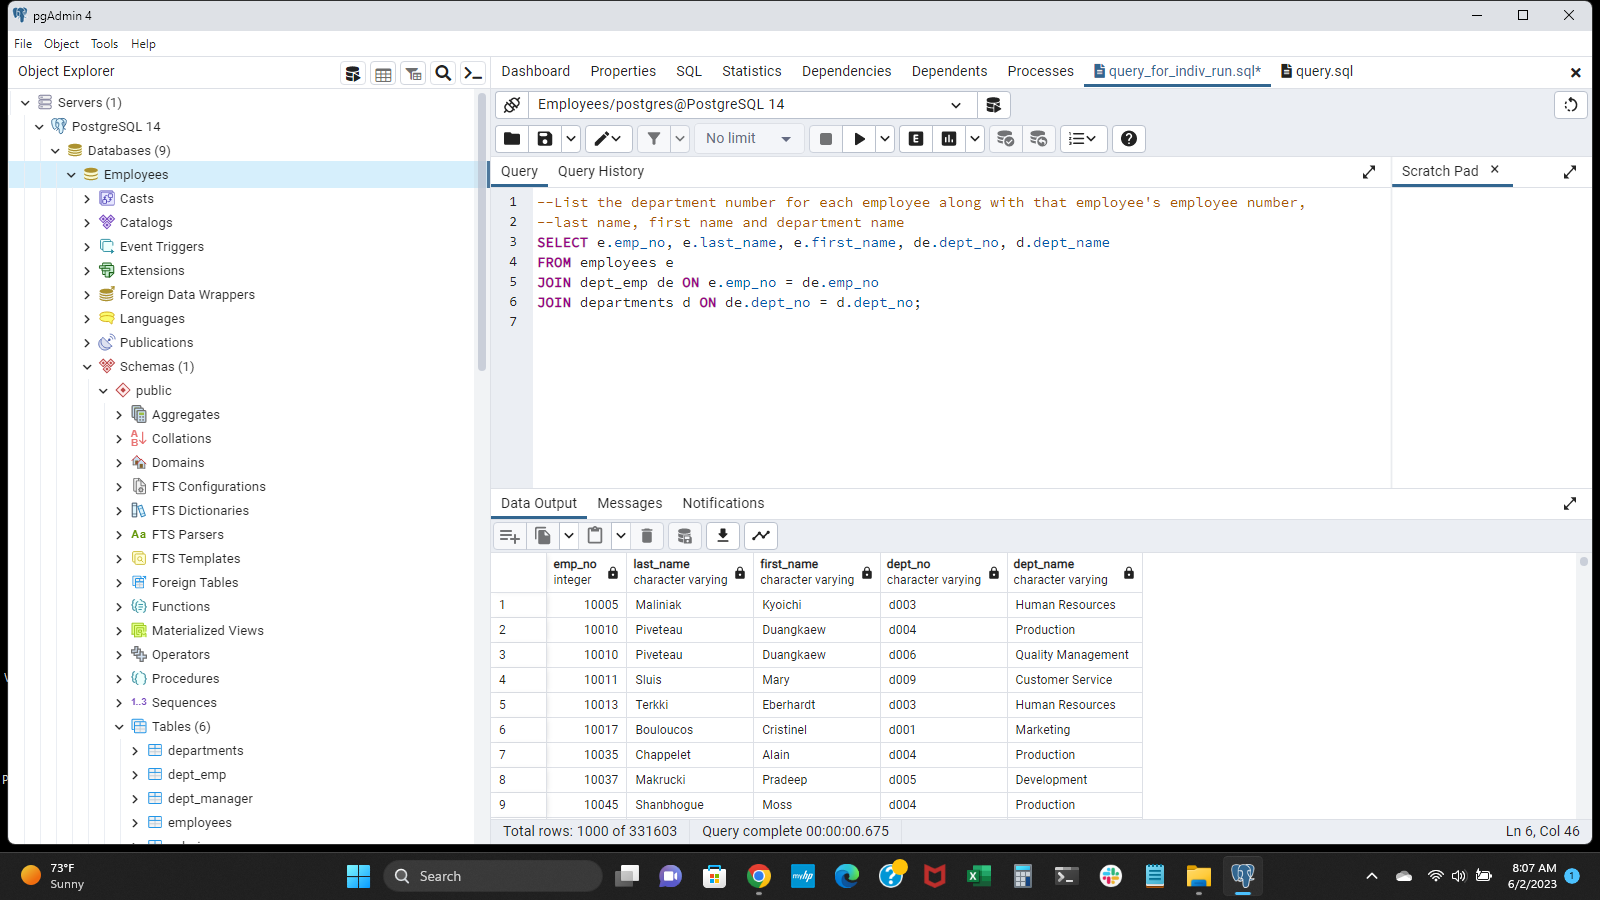 pgAdmin 4
File Object Tools Help
Object Explorer
Dashboard Properties SQL Statistics Dependencies Dependents Processes query_for_indiv_run.sql* query.sql
Servers (1)
PostgreSQL 14
Databases (9)
Employees
Casts
Catalogs
Event Triggers
Extensions
Foreign Data Wrappers
Languages
Publications
Schemas (1)
public
Aggregates
Collations
Domains
FTS Configurations
FTS Dictionaries
Aa FTS Parsers
FTS Templates
Foreign Tables
Functions
Materialized Views
Operators
Procedures
1..3 Sequences
Tables (6)
departments
dept_emp
dept_manager
employees
Employees/postgres@PostgreSQL 14
No limit
E
Query Query History
Scratch Pad
1 --List the department number for each employee along with that employee's employee number,
2 --last name, first name and department name
3 SELECT e.emp_no, e.last_name, e.first_name, de.dept_no, d.dept_name
4 FROM employees e
5 JOIN dept_emp de ON e.emp_no = de.emp_no
6 JOIN departments d ON de.dept_no = d.dept_no;
7
Data Output Messages Notifications
emp_no last_name first_name dept_no dept_name
integer character varying character varying character varying character varying
1 10005 Maliniak Kyoichi d003 Human Resources
2 10010 Piveteau Duangkaew d004 Production
3 10010 Piveteau Duangkaew d006 Quality Management
4 10011 Sluis Mary d009 Customer Service
5 10013 Terkki Eberhardt d003 Human Resources
6 10017 Bouloucos Cristinel d001 Marketing
7 10035 Chappelet Alain d004 Production
8 10037 Makrucki Pradeep d005 Development
9 10045 Shanbhogue Moss d004 Production
Total rows: 1000 of 331603 Query complete 00:00:00.675 Ln 6, Col 46
73°F
Sunny
Search
myhp
8:07 AM
6/2/2023
1